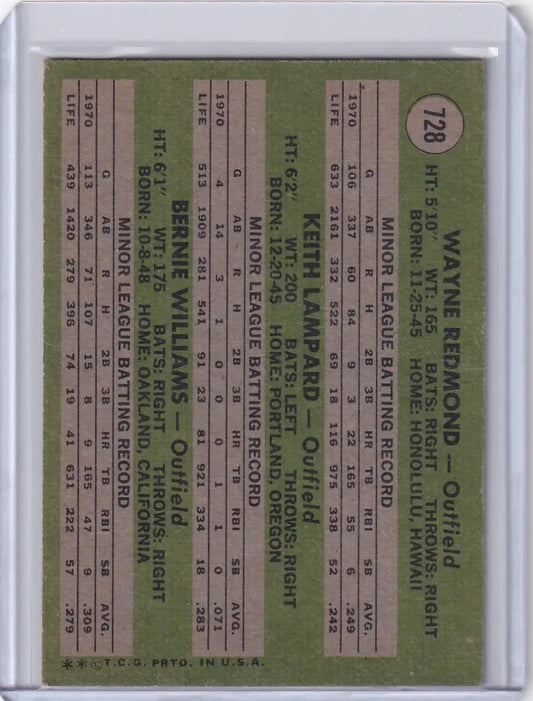 728
WAYNE REDMOND — Outfield
HT: 5'10" WT: 165 BATS: RIGHT THROWS: RIGHT
BORN: 11-25-45 HOME: HONOLULU, HAWAII
MINOR LEAGUE BATTING RECORD
G AB R H 2B 3B HR TB RBI SB AVG.
1970 106 337 60 84 9 3 22 165 55 6 .249
LIFE 633 2161 332 522 69 18 116 975 338 52 .242
KEITH LAMPARD — Outfield
HT: 6'2" WT: 200 BATS: LEFT THROWS: RIGHT
BORN: 12-20-45 HOME: PORTLAND, OREGON
MINOR LEAGUE BATTING RECORD
G AB R H 2B 3B HR TB RBI SB AVG.
1970 4 14 3 1 0 0 0 1 1 0 .071
LIFE 513 1909 281 541 91 23 81 921 334 18 .283
BERNIE WILLIAMS — Outfield
HT: 6'1" WT: 175 BATS: RIGHT THROWS: RIGHT
BORN: 10-8-48 HOME: OAKLAND, CALIFORNIA
MINOR LEAGUE BATTING RECORD
G AB R H 2B 3B HR TB RBI SB AVG.
1970 113 346 71 107 15 8 9 165 47 9 .309
LIFE 439 1420 279 396 74 19 41 631 222 57 .279
**©T.C.G. PRTD. IN U.S.A.